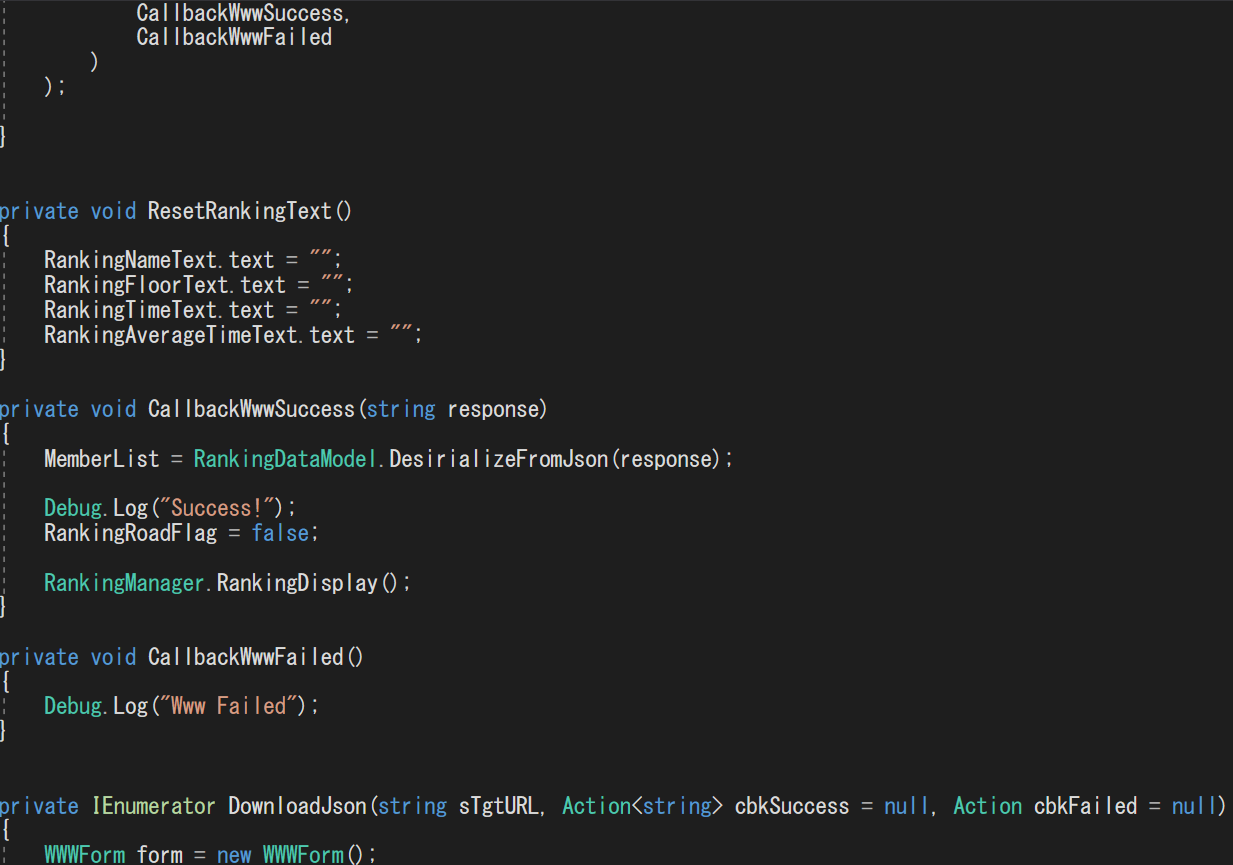 CallbackWwwSuccess,
CallbackWwwFailed
)
);
}
private void ResetRankingText()
{
RankingNameText.text = "";
RankingFloorText.text = "";
RankingTimeText.text = "";
RankingAverageTimeText.text = "";
}
private void CallbackWwwSuccess(string response)
{
MemberList = RankingDataModel.DesirializeFromJson(response);
Debug.Log("Success!");
RankingRoadFlag = false;
RankingManager.RankingDisplay();
}
private void CallbackWwwFailed()
{
Debug.Log("Www Failed");
}
private IEnumerator DownloadJson(string sTgtURL, Action<string> cbkSuccess = null, Action cbkFailed = null)
{
WWWForm form = new WWWForm();